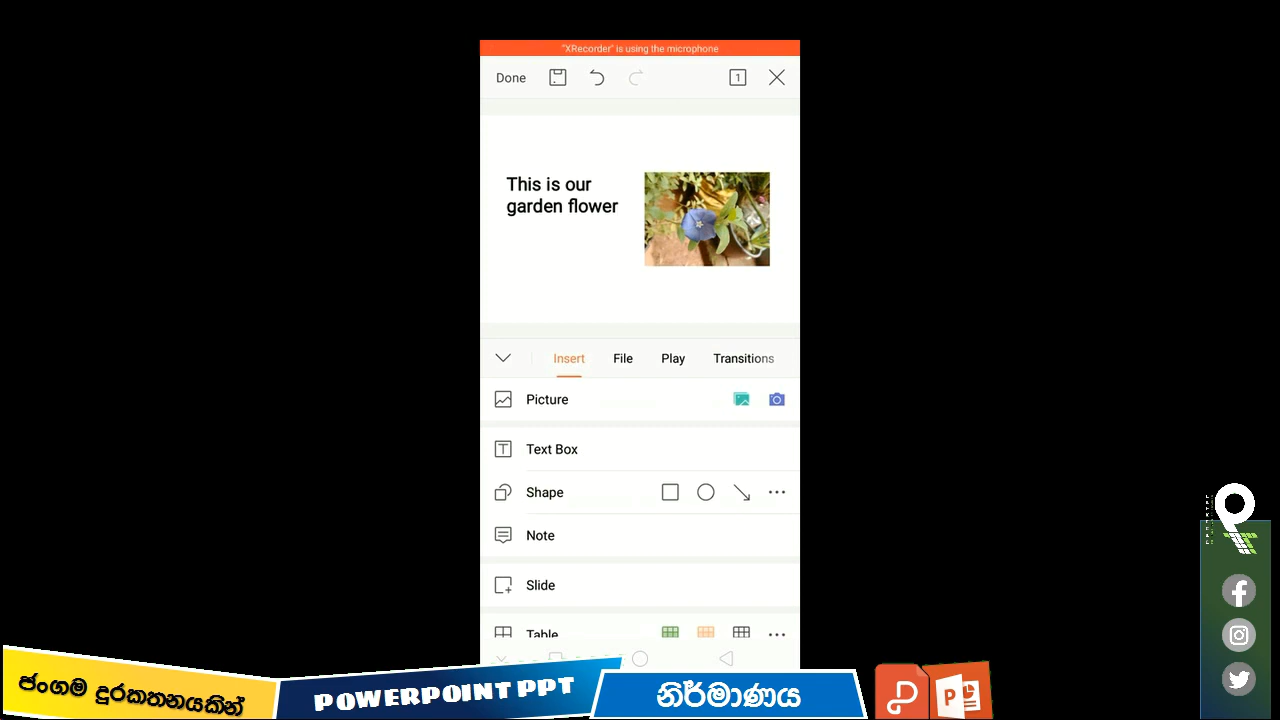 "XRecorder" is using the microphone
Done
1
This is our
garden flower
Insert
File
Play
Transitions
Picture
Text Box
Shape
Note
Slide
Table
ජංගම දුරකතනයකින්
POWERPOINT PPT
නිර්මාණය